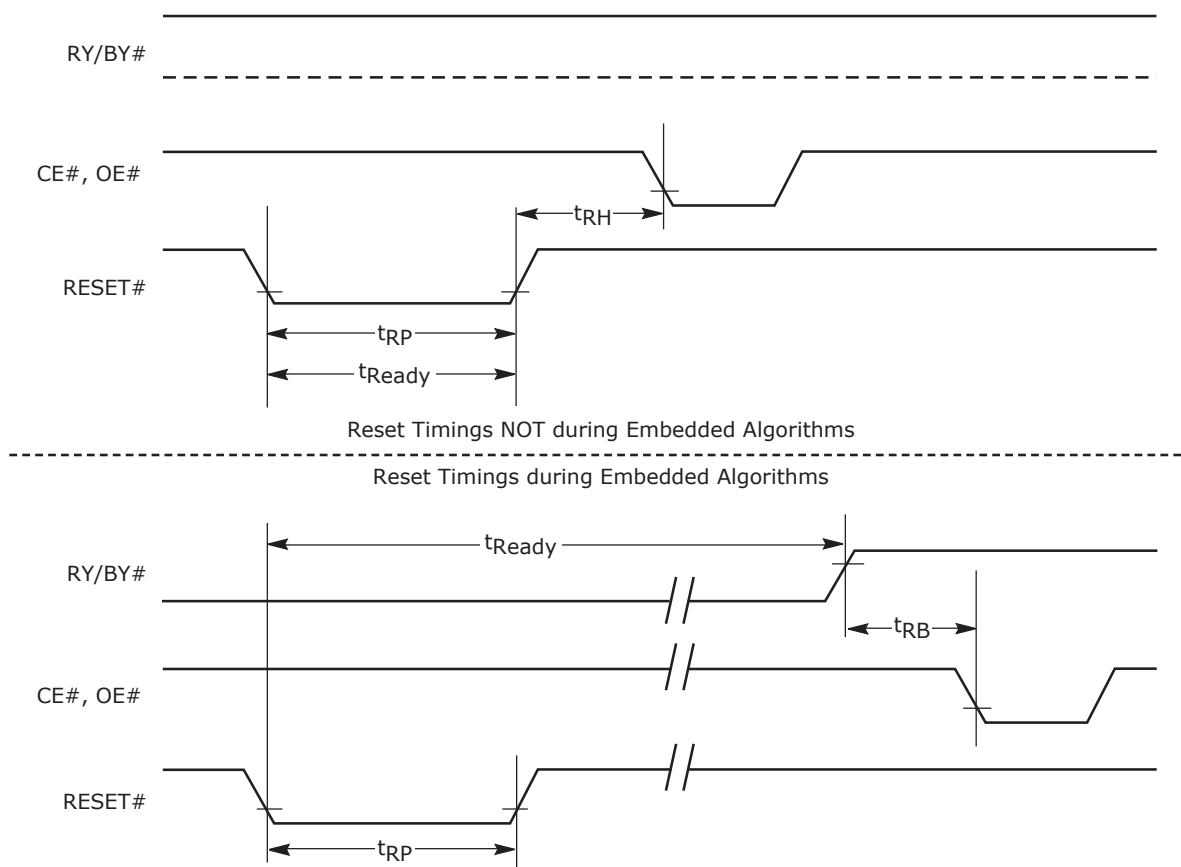 RY/BY#
CE#, OE#
tRH
RESET#
tRP
tReady
Reset Timings NOT during Embedded Algorithms
Reset Timings during Embedded Algorithms
tReady
RY/BY#
tRB
CE#, OE#
RESET#
tRP